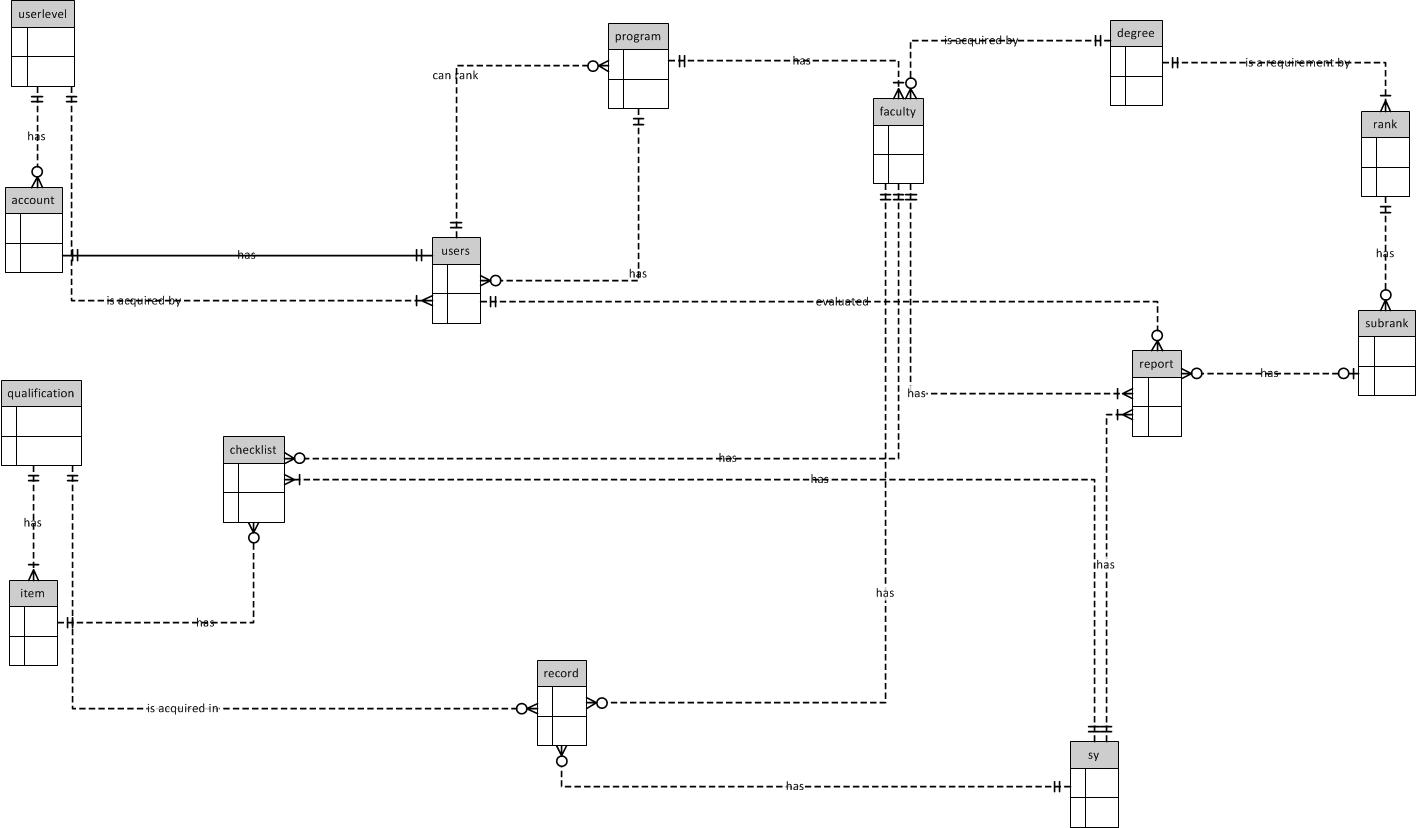 userlevel
program
degree
is acquired by
has
is a requirement by
can rank
faculty
rank
has
account
users
has
has
has
is acquired by
evaluated
subrank
report
has
qualification
has
checklist
has
has
has
has
item
has
has
record
is acquired in
sy
has